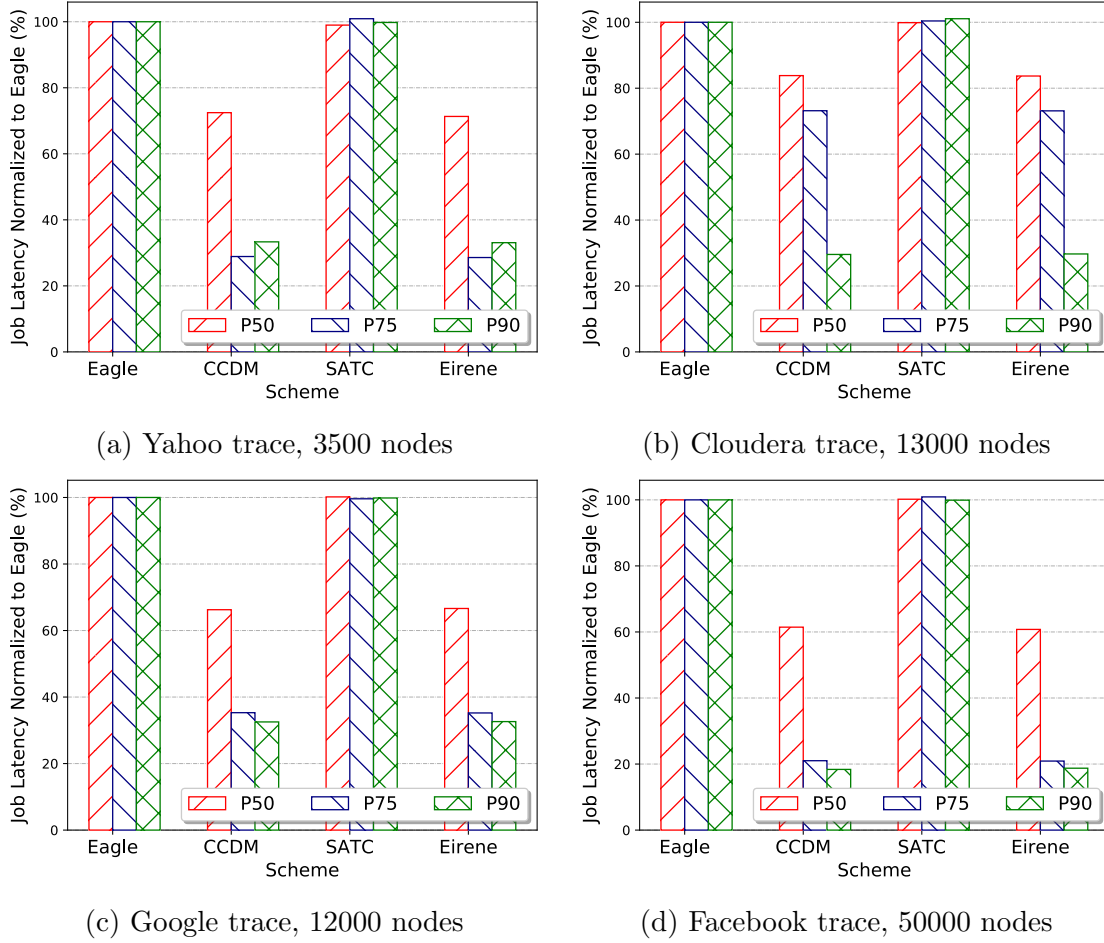 Job Latency Normalized to Eagle (%)
100
80
60
40
20
0
P50 P75 P90
Eagle CCDM SATC Eirene
Scheme
(a) Yahoo trace, 3500 nodes
Job Latency Normalized to Eagle (%)
100
80
60
40
20
0
P50 P75 P90
Eagle CCDM SATC Eirene
Scheme
(b) Cloudera trace, 13000 nodes
Job Latency Normalized to Eagle (%)
100
80
60
40
20
0
P50 P75 P90
Eagle CCDM SATC Eirene
Scheme
(c) Google trace, 12000 nodes
Job Latency Normalized to Eagle (%)
100
80
60
40
20
0
P50 P75 P90
Eagle CCDM SATC Eirene
Scheme
(d) Facebook trace, 50000 nodes